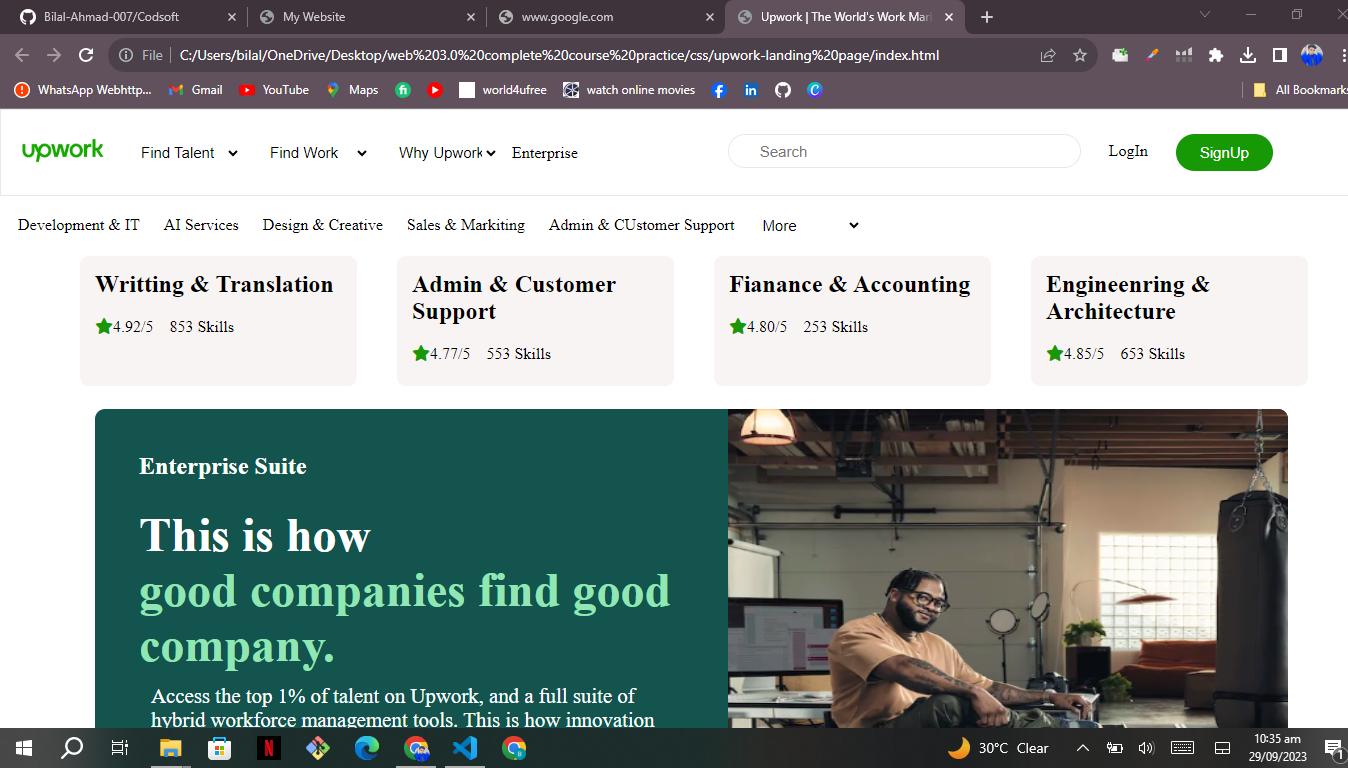 Bilal-Ahmad-007/Codsoft
My Website
www.google.com
Upwork | The World's Work Mar
File
C:/Users/bilal/OneDrive/Desktop/web%203.0%20complete%20course%20practice/css/upwork-landing%20page/index.html
WhatsApp Webhttp...
Gmail
YouTube
Maps
world4ufree
watch online movies
All Bookmarks
upwork
Find Talent
Find Work
Why Upwork
Enterprise
Search
LogIn
SignUp
Development & IT
AI Services
Design & Creative
Sales & Markiting
Admin & CUstomer Support
More
Writting & Translation
4.92/5 853 Skills
Admin & Customer
Support
4.77/5 553 Skills
Fianance & Accounting
4.80/5 253 Skills
Engineenring &
Architecture
4.85/5 653 Skills
Enterprise Suite
This is how
good companies find good
company.
Access the top 1% of talent on Upwork, and a full suite of
hybrid workforce management tools. This is how innovation
30°C Clear
10:35 am
29/09/2023
1